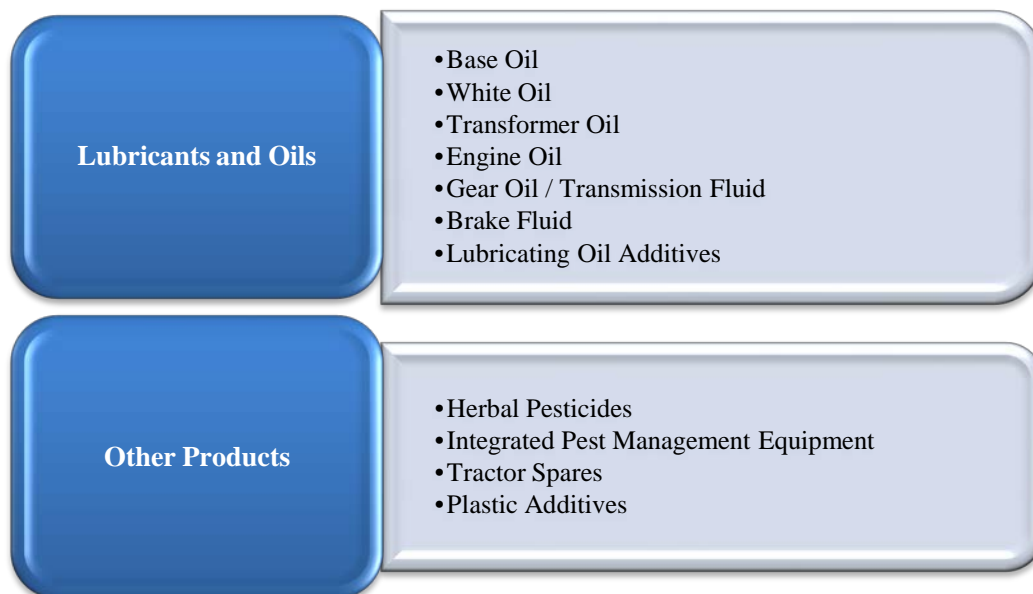 Lubricants and Oils
•Base Oil
•White Oil
•Transformer Oil
•Engine Oil
•Gear Oil / Transmission Fluid
•Brake Fluid
•Lubricating Oil Additives
Other Products
•Herbal Pesticides
•Integrated Pest Management Equipment
•Tractor Spares
•Plastic Additives